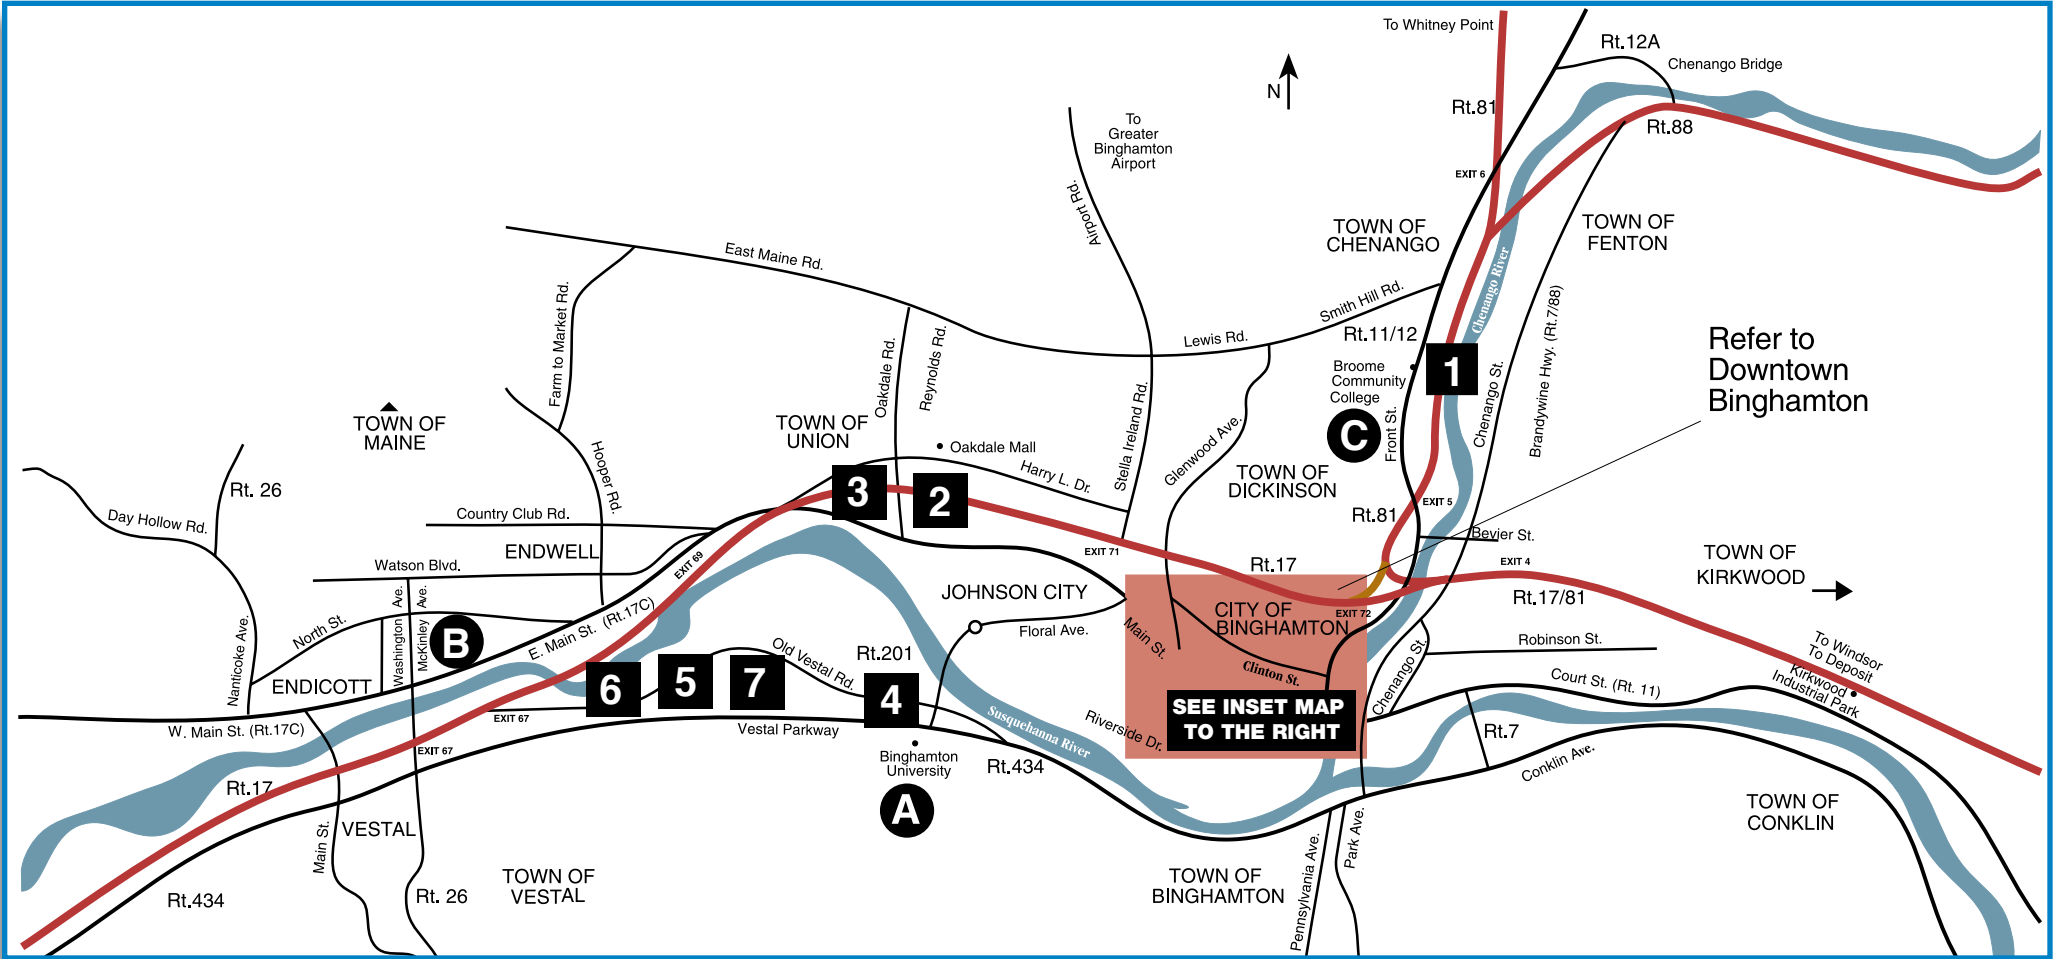 To Whitney Point
Rt.12A
Chenango Bridge
N
Rt.81
Rt.88
To
Greater
Binghamton
Airport
EXIT 6
Airport Rd.
TOWN OF
CHENANGO
TOWN OF
FENTON
East Maine Rd.
Chenango River
Smith Hill Rd.
Farm to Market Rd.
Lewis Rd.
Rt.11/12
Brandywine Hwy. (Rt.7/88)
Refer to
Downtown
Binghamton
Oakdale Rd.
Reynolds Rd.
Broome
Community
College
1
Chenango St.
Stella Ireland Rd.
TOWN OF
MAINE
TOWN OF
UNION
Oakdale Mall
Harry L. Dr.
Glenwood Ave.
C
Front St.
TOWN OF
DICKINSON
Hooper Rd.
Rt. 26
3
2
EXIT 5
Day Hollow Rd.
Country Club Rd.
Rt.81
Bevier St.
ENDWELL
EXIT 69
EXIT 71
Rt.17
EXIT 4
TOWN OF
KIRKWOOD
Watson Blvd.
Washington Ave.
McKinley Ave.
JOHNSON CITY
CITY OF
BINGHAMTON
EXIT 72
Rt.17/81
North St.
B
E. Main St. (Rt.17C)
Floral Ave.
Main St.
Robinson St.
Nanticoke Ave.
Old Vestal Rd.
Rt.201
Clinton St.
Chenango St.
To Windsor
To Deposit
Kirkwood
Industrial Park
ENDICOTT
6
5
7
4
Court St. (Rt. 11)
SEE INSET MAP
TO THE RIGHT
EXIT 67
W. Main St. (Rt.17C)
Vestal Parkway
Susquehanna River
Riverside Dr.
Rt.7
EXIT 67
Binghamton
University
Rt.434
Conklin Ave.
Rt.17
A
TOWN OF
CONKLIN
Main St.
VESTAL
Park Ave.
Pennsylvania Ave.
TOWN OF
VESTAL
TOWN OF
BINGHAMTON
Rt.434
Rt. 26